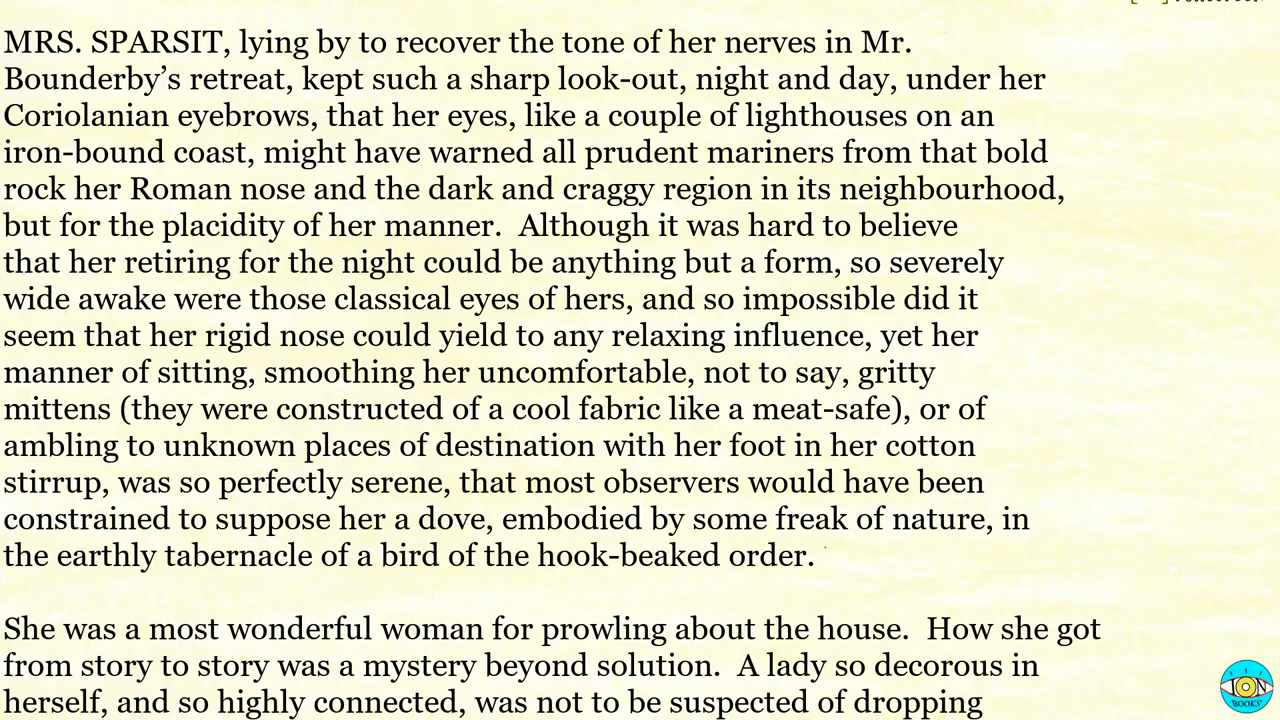 MRS. SPARSIT, lying by to recover the tone of her nerves in Mr.
Bounderby’s retreat, kept such a sharp look-out, night and day, under her
Coriolanian eyebrows, that her eyes, like a couple of lighthouses on an
iron-bound coast, might have warned all prudent mariners from that bold
rock her Roman nose and the dark and craggy region in its neighbourhood,
but for the placidity of her manner.  Although it was hard to believe
that her retiring for the night could be anything but a form, so severely
wide awake were those classical eyes of hers, and so impossible did it
seem that her rigid nose could yield to any relaxing influence, yet her
manner of sitting, smoothing her uncomfortable, not to say, gritty
mittens (they were constructed of a cool fabric like a meat-safe), or of
ambling to unknown places of destination with her foot in her cotton
stirrup, was so perfectly serene, that most observers would have been
constrained to suppose her a dove, embodied by some freak of nature, in
the earthly tabernacle of a bird of the hook-beaked order.
She was a most wonderful woman for prowling about the house.  How she got
from story to story was a mystery beyond solution.  A lady so decorous in
herself, and so highly connected, was not to be suspected of dropping
ION
BOOKS